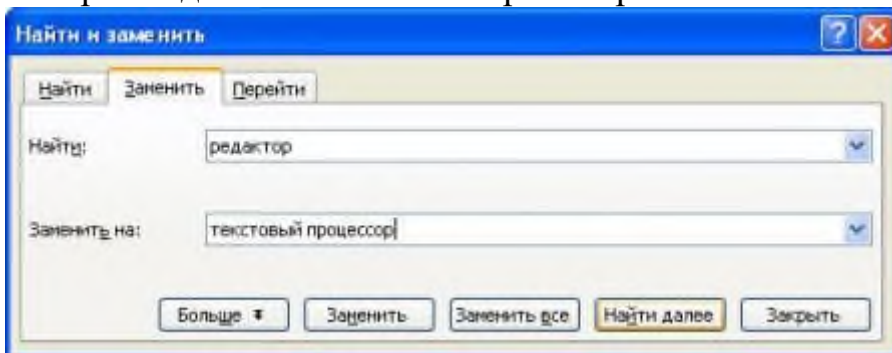 Найти и заменить
Найти Заменить Перейти
Найти: редактор
Заменить на: текстовый процессор
Больше Заменить Заменить все Найти далее Закрыть